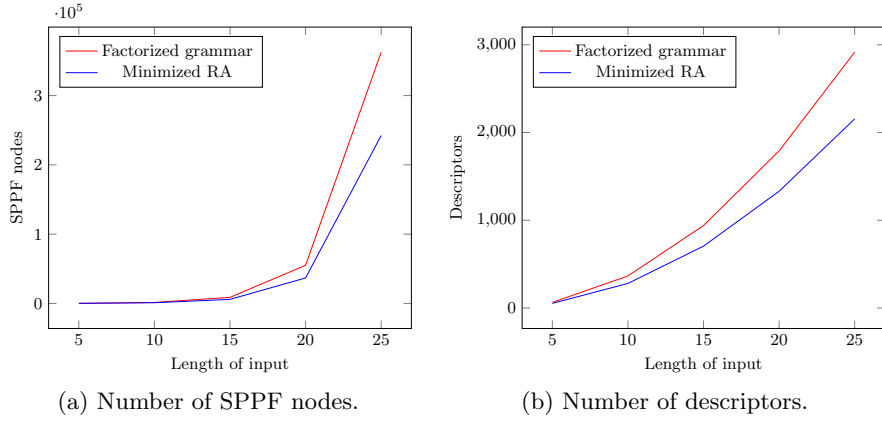 ·10⁵
Factorized grammar
Minimized RA
SPPF nodes
3
2
1
0
5 10 15 20 25
Length of input
(a) Number of SPPF nodes.
Factorized grammar
Minimized RA
Descriptors
3,000
2,000
1,000
0
5 10 15 20 25
Length of input
(b) Number of descriptors.